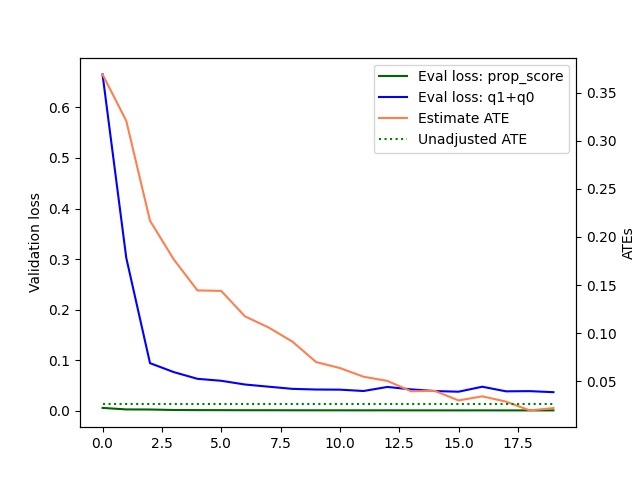 Eval loss: prop_score
Eval loss: q1+q0
Estimate ATE
Unadjusted ATE
Validation loss
0.6
0.5
0.4
0.3
0.2
0.1
0.0
0.35
0.30
0.25
0.20
0.15
0.10
0.05
ATEs
0.0 2.5 5.0 7.5 10.0 12.5 15.0 17.5